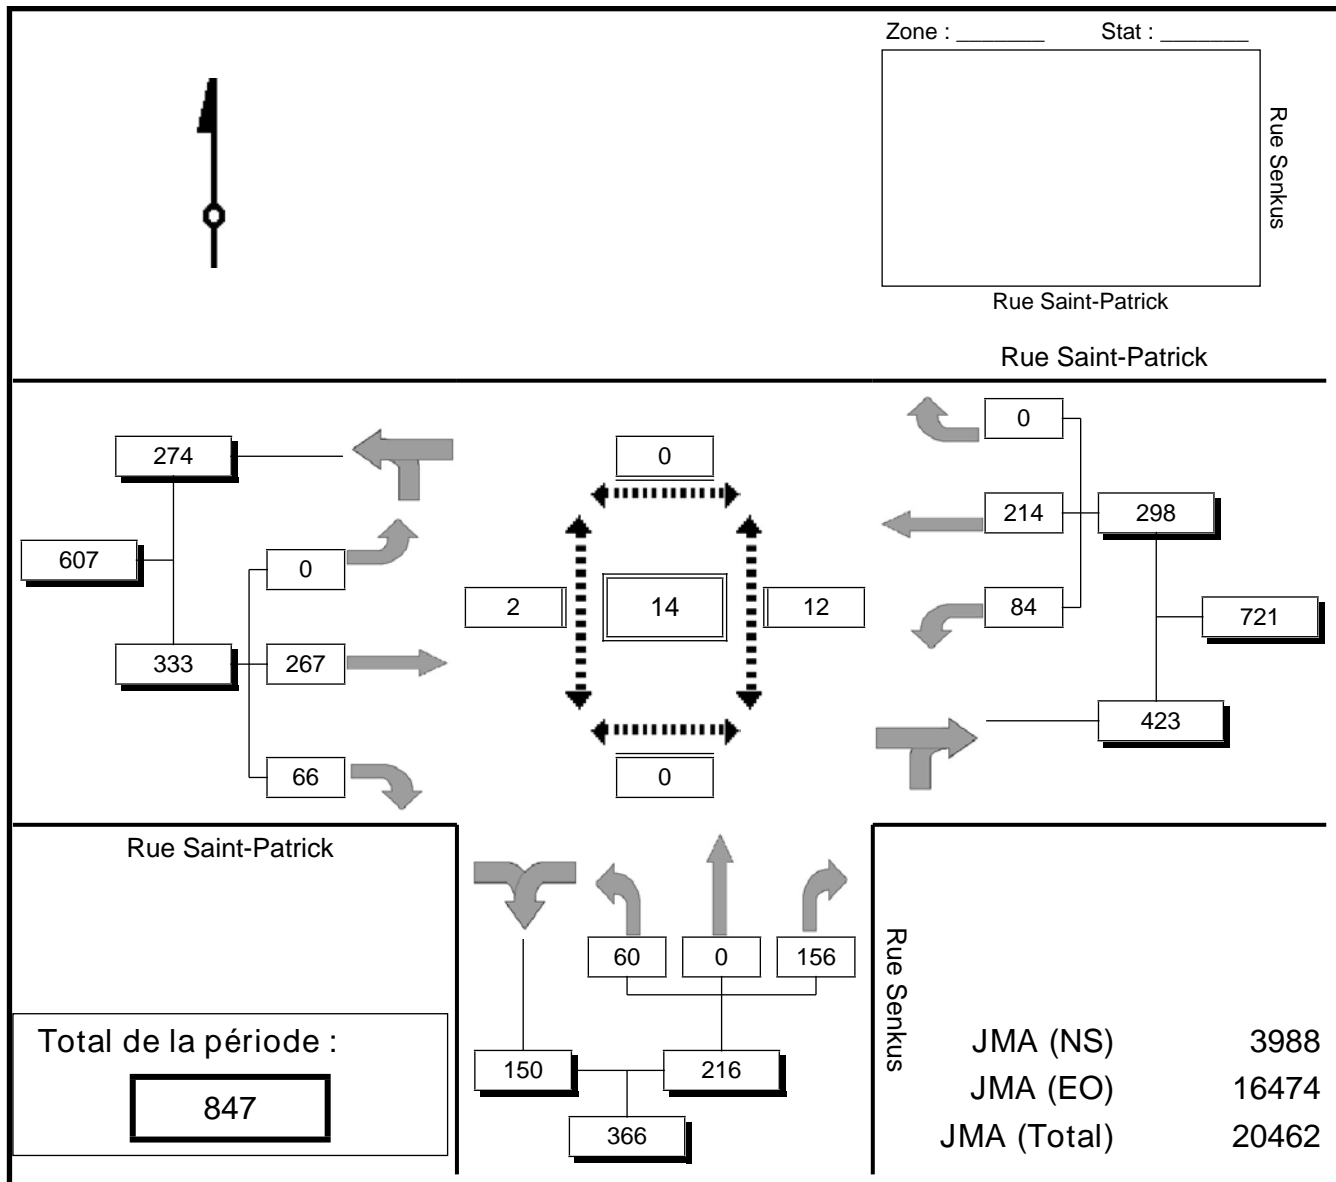 Zone : _______ Stat : _______
Rue Senkus
Rue Saint-Patrick
Rue Saint-Patrick
274
607
0
333
267
66
0
2
14
12
0
0
214
298
84
721
423
Rue Saint-Patrick
60
0
156
150
216
366
Total de la période :
847
Rue Senkus
JMA (NS) 3988
JMA (EO) 16474
JMA (Total) 20462